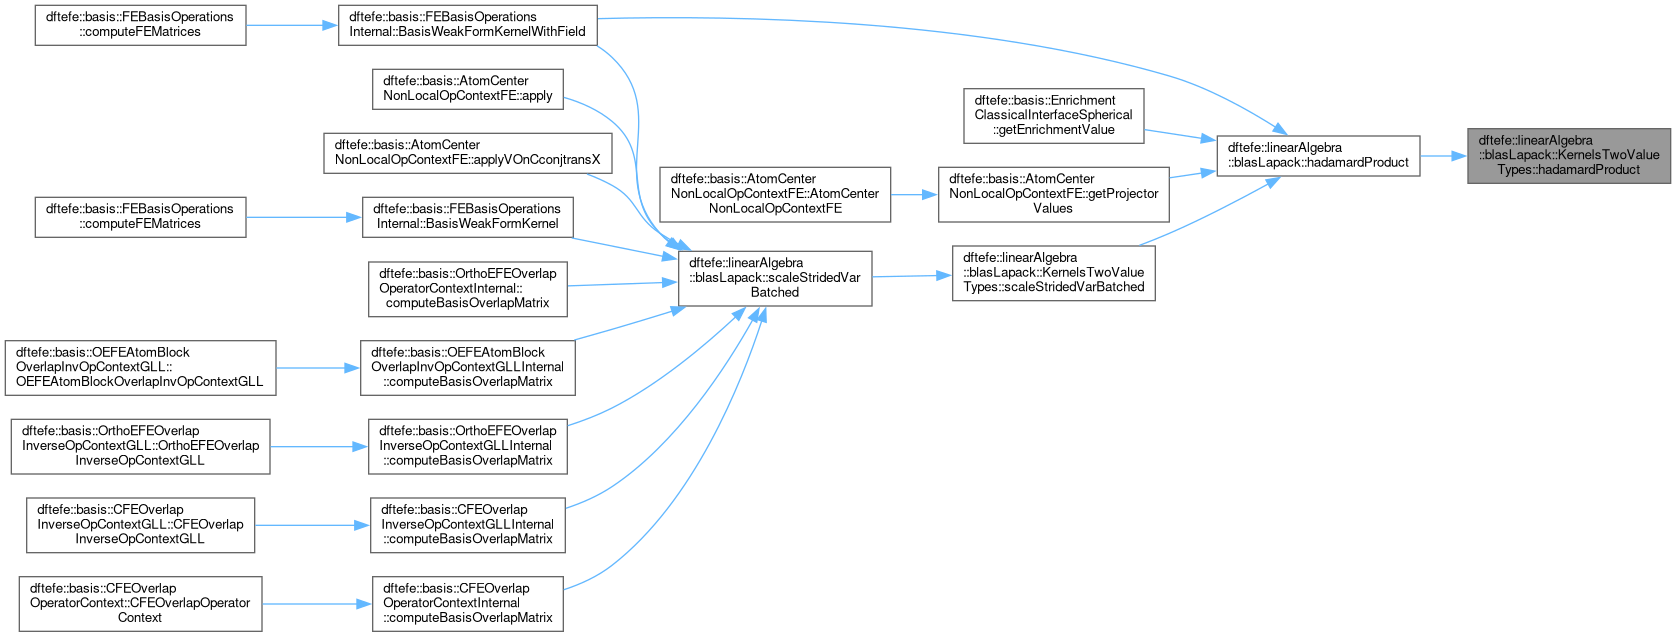 dftefe::basis::FEBasisOperations
::computeFEMatrices
dftefe::basis::FEBasisOperations
Internal::BasisWeakFormKernelWithField
dftefe::basis::AtomCenter
NonLocalOpContextFE::apply
dftefe::basis::Enrichment
ClassicalInterfaceSpherical
::getEnrichmentValue
dftefe::linearAlgebra
::blasLapack::hadamardProduct
dftefe::linearAlgebra
::blasLapack::KernelsTwoValue
Types::hadamardProduct
dftefe::basis::AtomCenter
NonLocalOpContextFE::applyVOnCconjtransX
dftefe::basis::AtomCenter
NonLocalOpContextFE::AtomCenter
NonLocalOpContextFE
dftefe::basis::AtomCenter
NonLocalOpContextFE::getProjector
Values
dftefe::basis::FEBasisOperations
::computeFEMatrices
dftefe::basis::FEBasisOperations
Internal::BasisWeakFormKernel
dftefe::linearAlgebra
::blasLapack::scaleStridedVar
Batched
dftefe::linearAlgebra
::blasLapack::KernelsTwoValue
Types::scaleStridedVarBatched
dftefe::basis::OrthoEFEOverlap
OperatorContextInternal::
computeBasisOverlapMatrix
dftefe::basis::OEFEAtomBlock
OverlapInvOpContextGLL::
OEFEAtomBlockOverlapInvOpContextGLL
dftefe::basis::OEFEAtomBlock
OverlapInvOpContextGLLInternal
::computeBasisOverlapMatrix
dftefe::basis::OrthoEFEOverlap
InverseOpContextGLL::OrthoEFEOverlap
InverseOpContextGLL
dftefe::basis::OrthoEFEOverlap
InverseOpContextGLLInternal
::computeBasisOverlapMatrix
dftefe::basis::CFEOverlap
InverseOpContextGLL::CFEOverlap
InverseOpContextGLL
dftefe::basis::CFEOverlap
InverseOpContextGLLInternal
::computeBasisOverlapMatrix
dftefe::basis::CFEOverlap
OperatorContext::CFEOverlapOperator
Context
dftefe::basis::CFEOverlap
OperatorContextInternal
::computeBasisOverlapMatrix